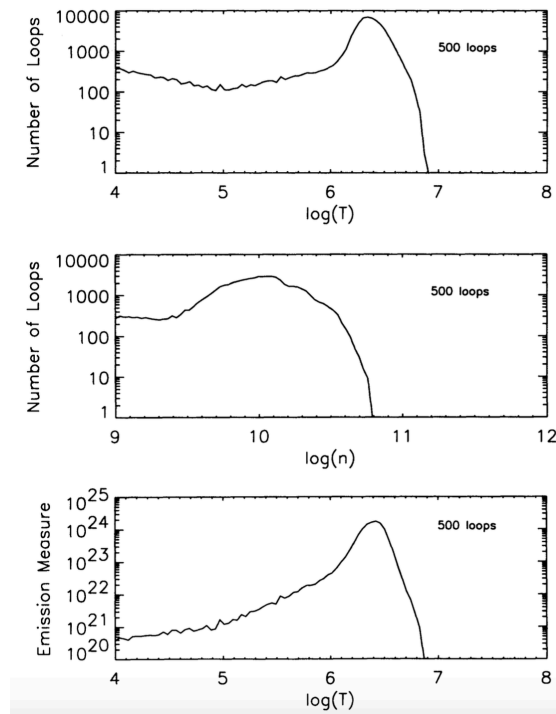 Number of Loops
10000
1000
100
10
1
500 loops
4 5 6 7 8
log(T)
Number of Loops
10000
1000
100
10
1
500 loops
9 10 11 12
log(n)
Emission Measure
10^25
10^24
10^23
10^22
10^21
10^20
500 loops
4 5 6 7 8
log(T)